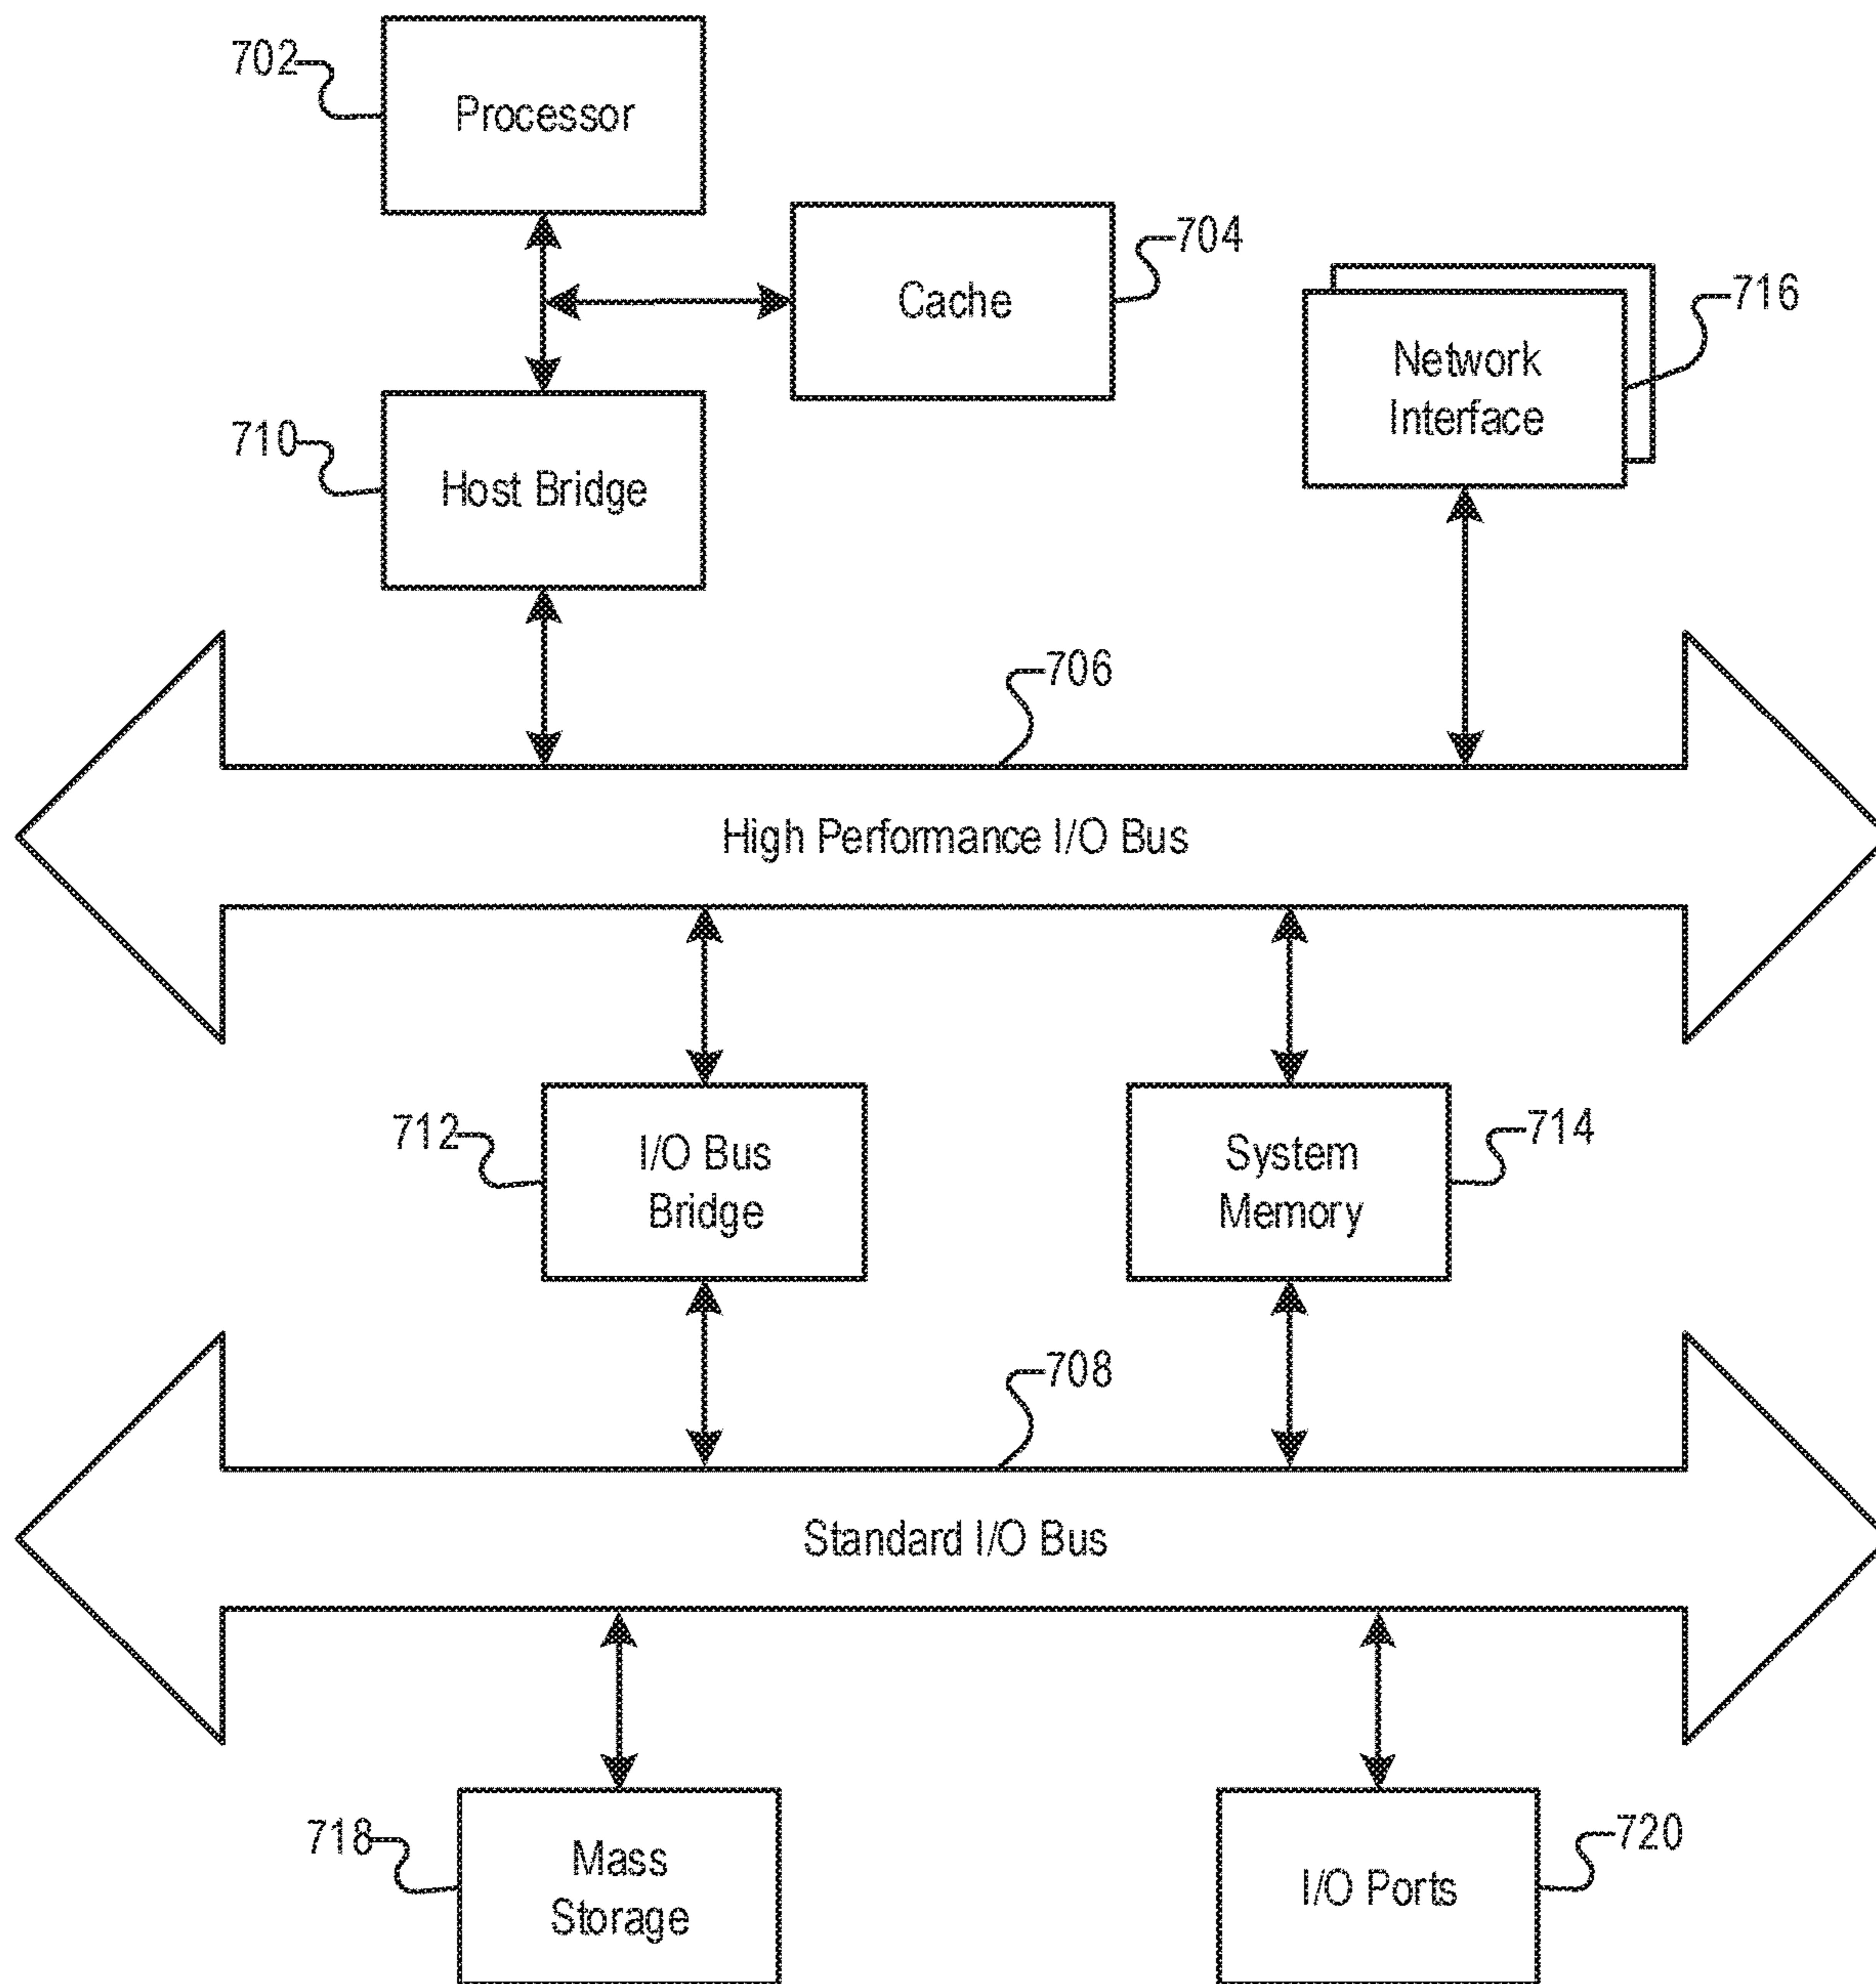 702
Processor
704
Cache
716
Network
Interface
710
Host Bridge
706
High Performance I/O Bus
712
I/O Bus
Bridge
714
System
Memory
708
Standard I/O Bus
718
Mass
Storage
720
I/O Ports